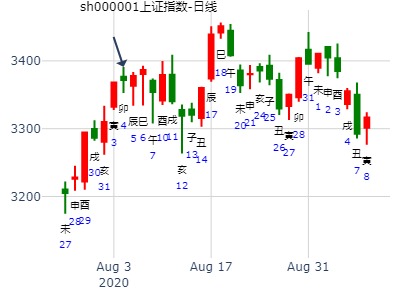 sh000001上证指数-日线
3400
3300
3200
未
27
申
28
酉
29
戌
30
亥
31
寅
3
卯
4
辰
5
巳
6
午
7
酉
10
戌
11
亥
12
子
13
丑
14
辰
17
巳
18
午
19
未
20
申
21
亥
24
子
25
丑
26
寅
27
卯
28
午
31
未
1
申
2
酉
3
戌
4
丑
7
寅
8
Aug 3
2020
Aug 17
Aug 31